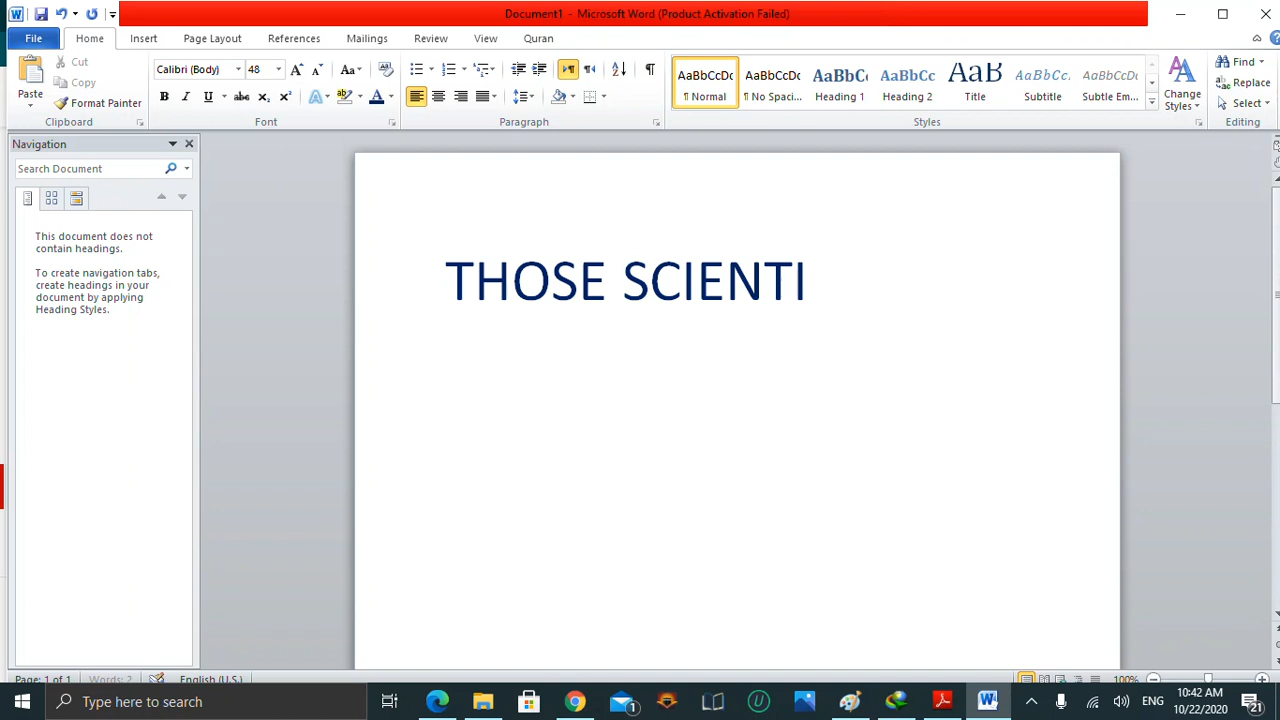 Document1 - Microsoft Word (Product Activation Failed)
File Home Insert Page Layout References Mailings Review View Quran
Paste
Cut
Copy
Format Painter
Clipboard
Calibri (Body) 48
Font
Paragraph
AaBbCcDc AaBbCcDc AaBbC AaBbCc AaB AaBbCc. AaBbCcDc
¶ Normal ¶ No Spaci... Heading 1 Heading 2 Title Subtitle Subtle Em...
Change Styles
Styles
Find
Replace
Select
Editing
Navigation
Search Document
This document does not
contain headings.
To create navigation tabs,
create headings in your
document by applying
Heading Styles.
THOSE SCIENTI
Page: 1 of 1 Words: 2 English (U.S.) 100%
Type here to search
1
ENG
10:42 AM
10/22/2020
21